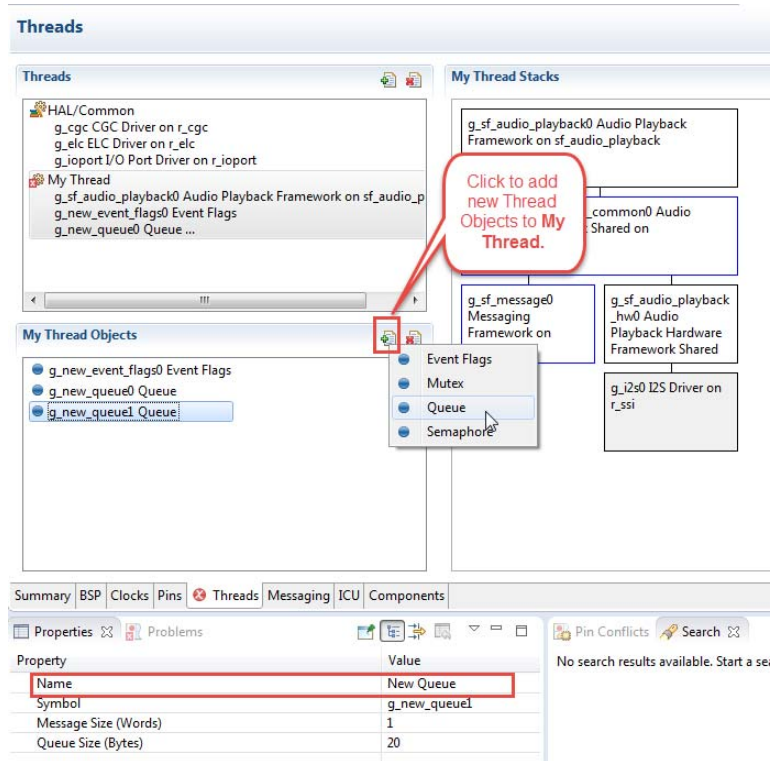 Threads
Threads
HAL/Common
g_cgc CGC Driver on r_cgc
g_elc ELC Driver on r_elc
g_ioport I/O Port Driver on r_ioport
My Thread
g_sf_audio_playback0 Audio Playback Framework on sf_audio_p
g_new_event_flags0 Event Flags
g_new_queue0 Queue ...
My Thread Stacks
g_sf_audio_playback0 Audio Playback
Framework on sf_audio_playback
Click to add
new Thread
Objects to My
Thread.
_common0 Audio
Shared on
g_sf_message0
Messaging
Framework on
g_sf_audio_playback
_hw0 Audio
Playback Hardware
Framework Shared
g_i2s0 I2S Driver on
r_ssi
My Thread Objects
g_new_event_flags0 Event Flags
g_new_queue0 Queue
g_new_queue1 Queue
Event Flags
Mutex
Queue
Semaphore
Summary BSP Clocks Pins Threads Messaging ICU Components
Properties Problems
Property Value
Name New Queue
Symbol g_new_queue1
Message Size (Words) 1
Queue Size (Bytes) 20
Pin Conflicts Search
No search results available. Start a sea